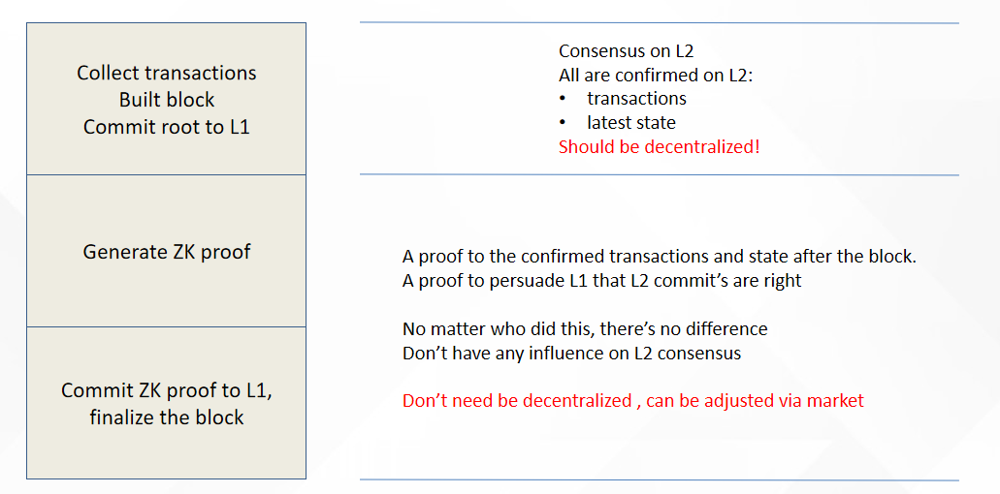 Collect transactions
Built block
Commit root to L1
Consensus on L2
All are confirmed on L2:
• transactions
• latest state
Should be decentralized!
Generate ZK proof
A proof to the confirmed transactions and state after the block.
A proof to persuade L1 that L2 commit’s are right
No matter who did this, there’s no difference
Don’t have any influence on L2 consensus
Commit ZK proof to L1,
finalize the block
Don’t need be decentralized , can be adjusted via market